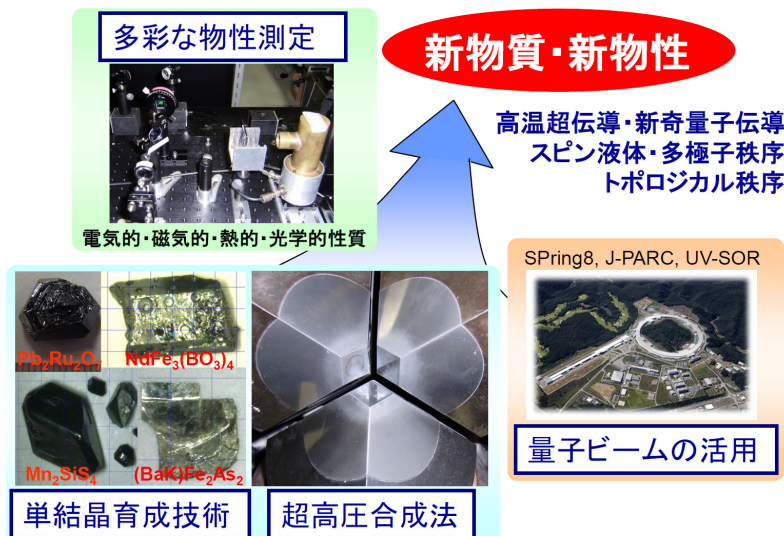 多彩な物性測定
新物質・新物性
高温超伝導・新奇量子伝導
スピン液体・多極子秩序
トポロジカル秩序
電気的・磁気的・熱的・光学的性質
SPring8, J-PARC, UV-SOR
Pb₂Ru₂O₇
NdFe₃(BO₃)₄
Mn₂SiS₄
(BaK)Fe₂As₂
量子ビームの活用
単結晶育成技術
超高圧合成法